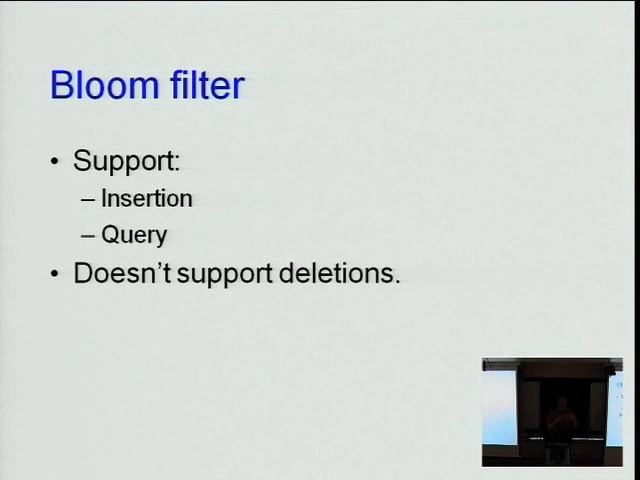 Bloom filter
• Support:
– Insertion
– Query
• Doesn't support deletions.